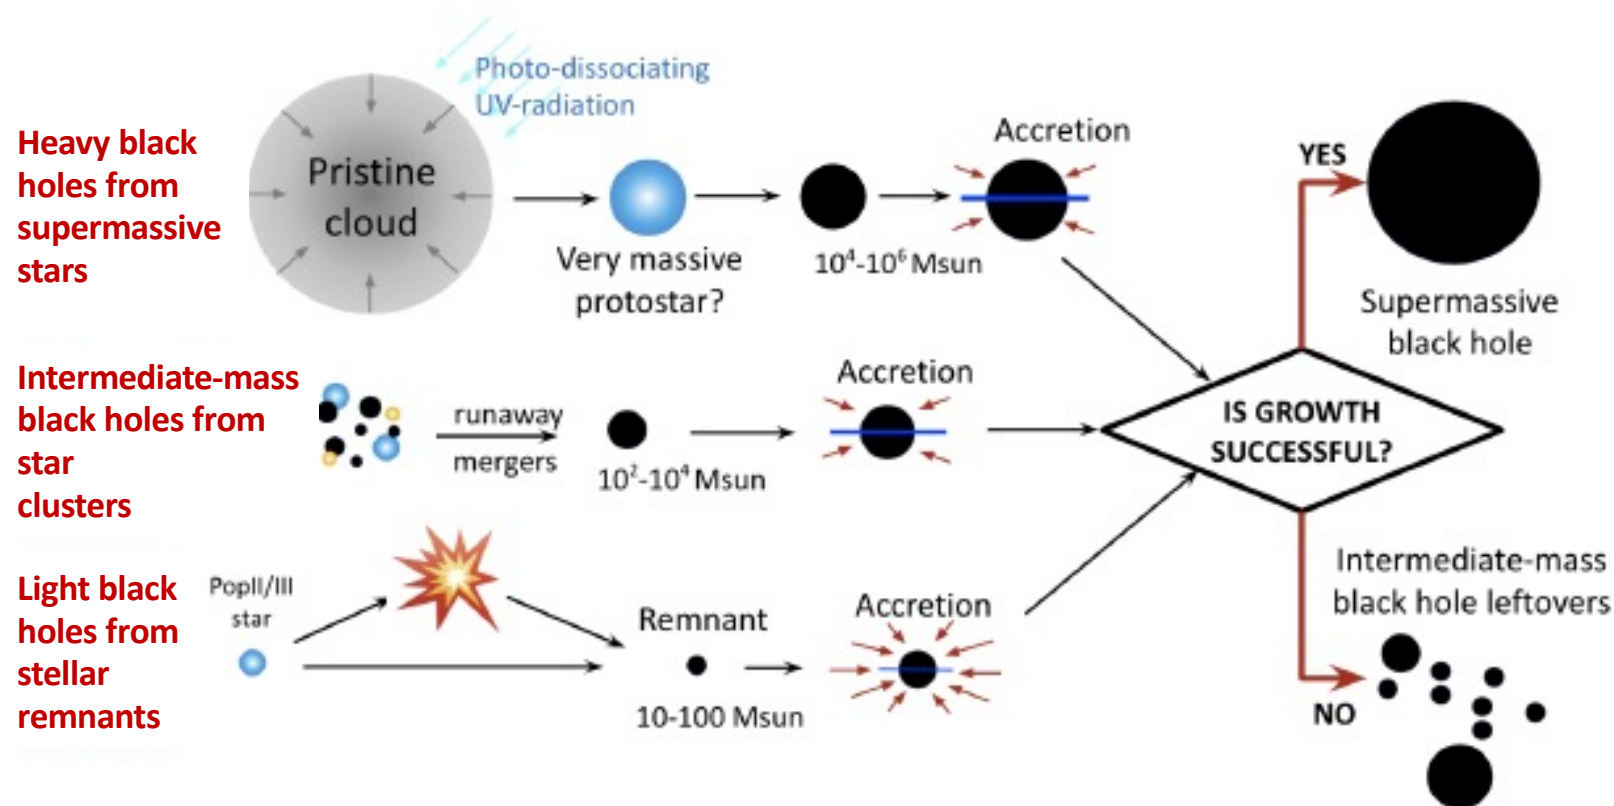 Photo-dissociating
UV-radiation
Heavy black
holes from
supermassive
stars
Pristine
cloud
Very massive
protostar?
10⁴-10⁶ Msun
Accretion
YES
Supermassive
black hole
Intermediate-mass
black holes from
star
clusters
runaway
mergers
10²-10⁴ Msun
Accretion
IS GROWTH
SUCCESSFUL?
Light black
holes from
stellar
remnants
PopII/III
star
Remnant
10-100 Msun
Accretion
NO
Intermediate-mass
black hole leftovers